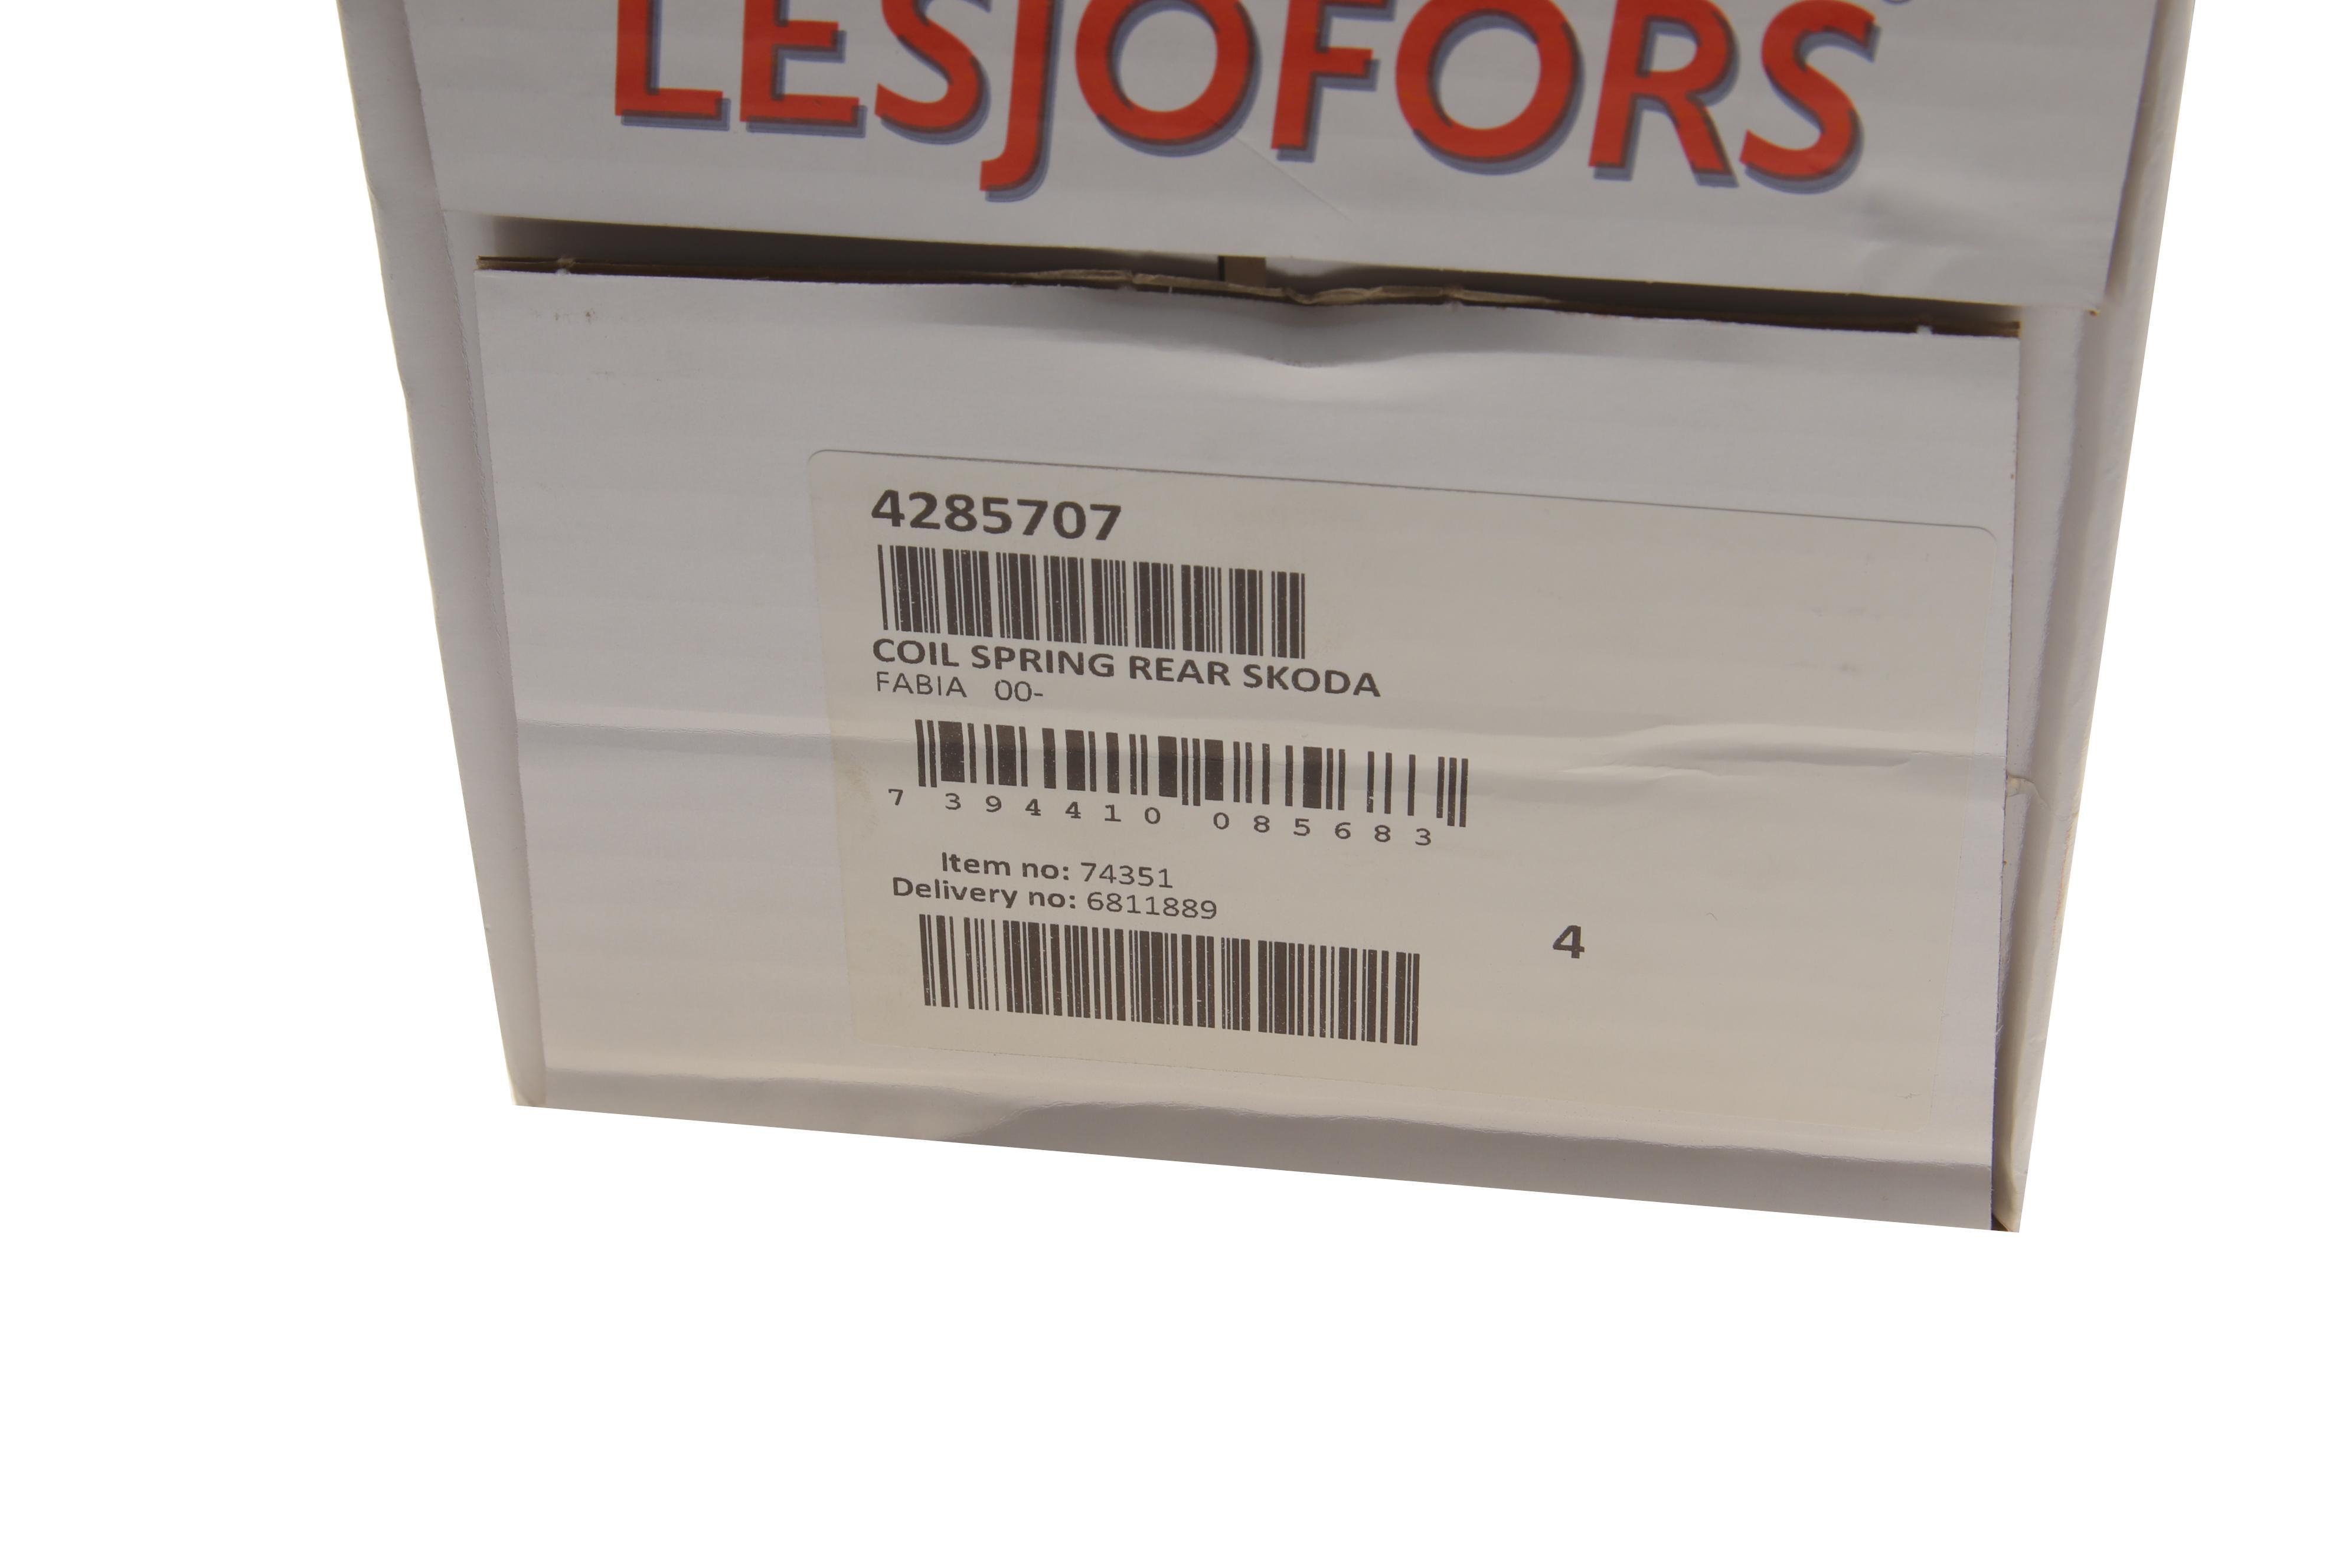 LESJOFORS
4285707
COIL SPRING REAR SKODA
FABIA 00-
7 394410 085683
Item no: 74351
Delivery no: 6811889
4